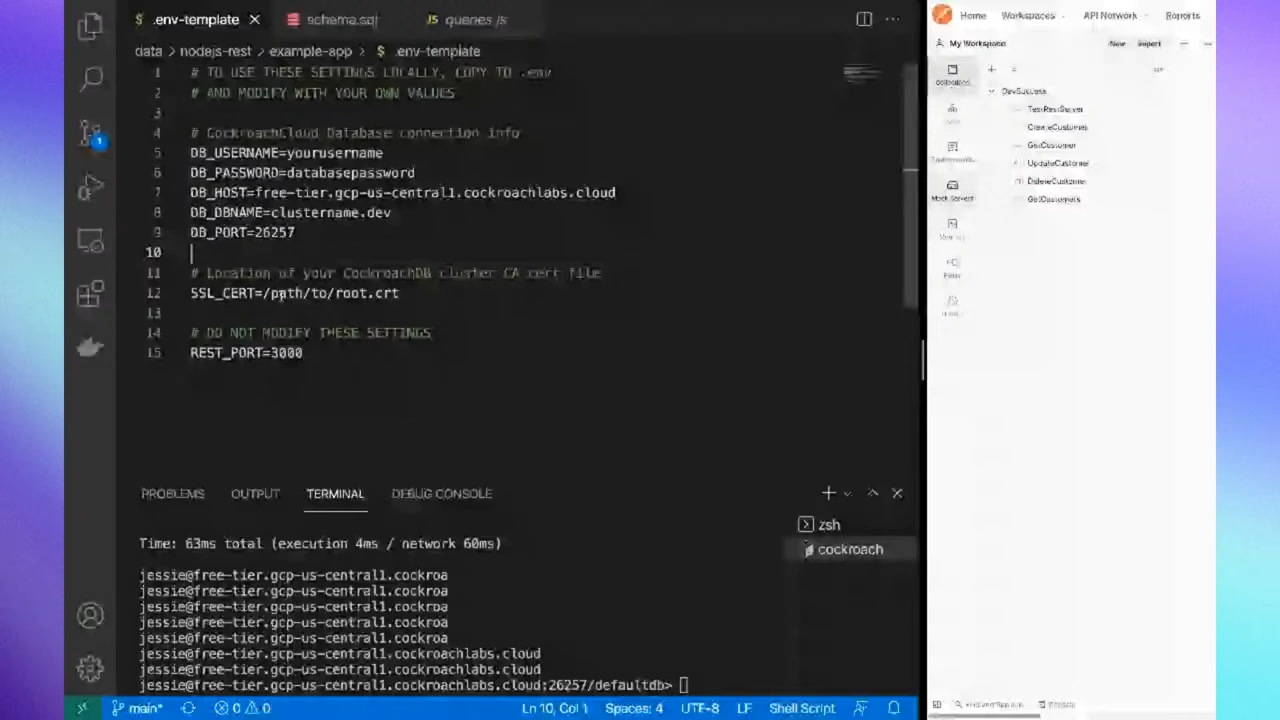 .env-template
schema.sql
queries.js
data > nodejs-rest > example-app > $ .env-template
1 # TO USE THESE SETTINGS LOCALLY, COPY TO .env
2 # AND MODIFY WITH YOUR OWN VALUES
3
4 # CockroachCloud Database connection info
5 DB_USERNAME=yourusername
6 DB_PASSWORD=databasepassword
7 DB_HOST=free-tier.gcp-us-central1.cockroachlabs.cloud
8 DB_DBNAME=clustername.dev
9 DB_PORT=26257
10
11 # Location of your CockroachDB cluster CA cert file
12 SSL_CERT=/path/to/root.crt
13
14 # DO NOT MODIFY THESE SETTINGS
15 REST_PORT=3000
PROBLEMS OUTPUT TERMINAL DEBUG CONSOLE
zsh
cockroach
Time: 63ms total (execution 4ms / network 60ms)
jessie@free-tier.gcp-us-central1.cockroa
jessie@free-tier.gcp-us-central1.cockroa
jessie@free-tier.gcp-us-central1.cockroa
jessie@free-tier.gcp-us-central1.cockroa
jessie@free-tier.gcp-us-central1.cockroa
jessie@free-tier.gcp-us-central1.cockroachlabs.cloud
jessie@free-tier.gcp-us-central1.cockroachlabs.cloud
jessie@free-tier.gcp-us-central1.cockroachlabs.cloud:26257/defaultdb>
main* 0 0 Ln 10, Col 1 Spaces: 4 UTF-8 LF Shell Script
Home Workspaces API Network Reports
My Workspace New Import
Collections
DevSuccess
TestRestServer
CreateCustomer
GetCustomer
UpdateCustomer
DeleteCustomer
GetCustomers
Environments
Mock Servers